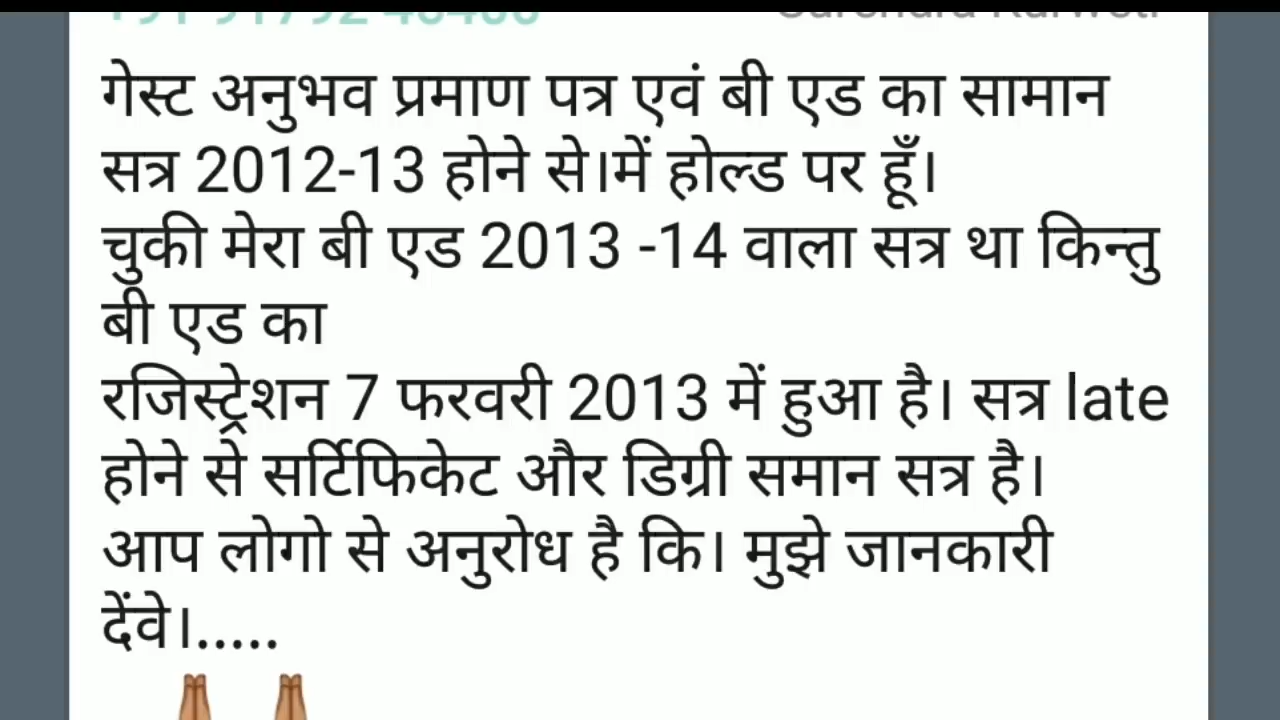 गेस्ट अनुभव प्रमाण पत्र एवं बी एड का सामान
सत्र 2012-13 होने से।में होल्ड पर हूँ।
चुकी मेरा बी एड 2013 -14 वाला सत्र था किन्तु
बी एड का
रजिस्ट्रेशन 7 फरवरी 2013 में हुआ है। सत्र late
होने से सर्टिफिकेट और डिग्री समान सत्र है।
आप लोगो से अनुरोध है कि। मुझे जानकारी
देंवे।.....